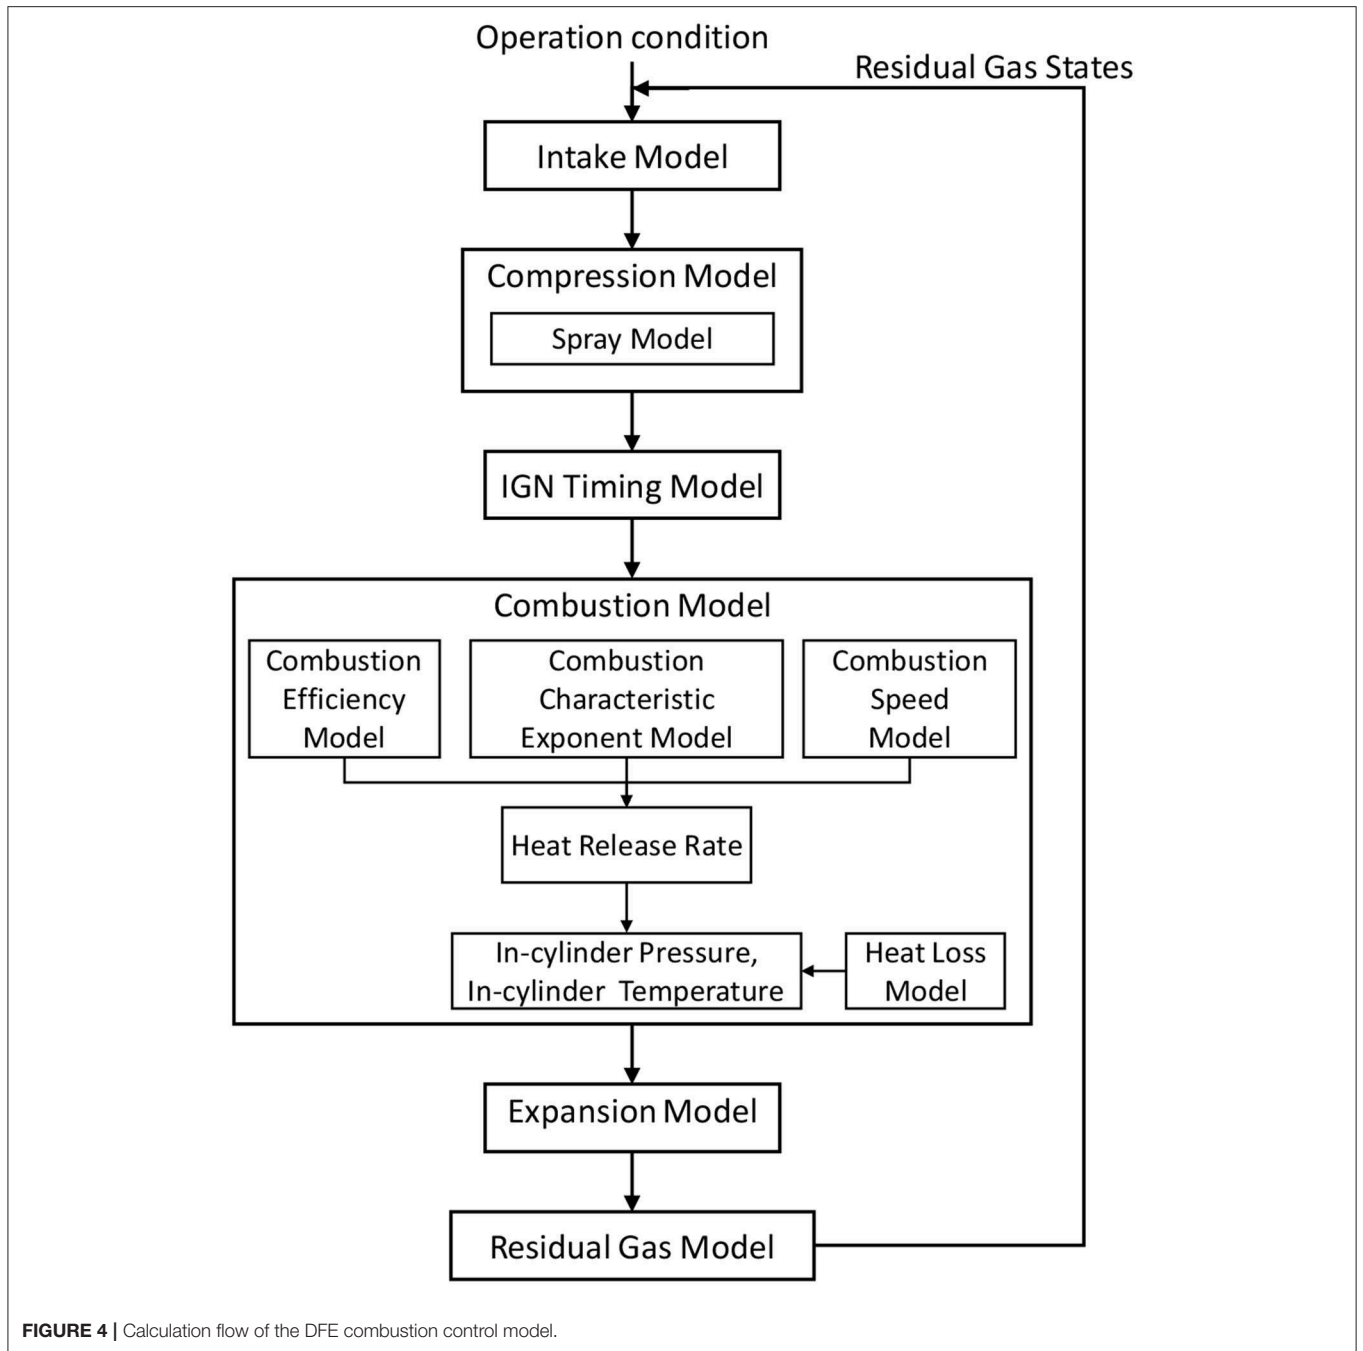 Operation condition
Residual Gas States
Intake Model
Compression Model
Spray Model
IGN Timing Model
Combustion Model
Combustion
Efficiency
Model
Combustion
Characteristic
Exponent Model
Combustion
Speed
Model
Heat Release Rate
In-cylinder Pressure,
In-cylinder Temperature
Heat Loss
Model
Expansion Model
Residual Gas Model
FIGURE 4 | Calculation flow of the DFE combustion control model.